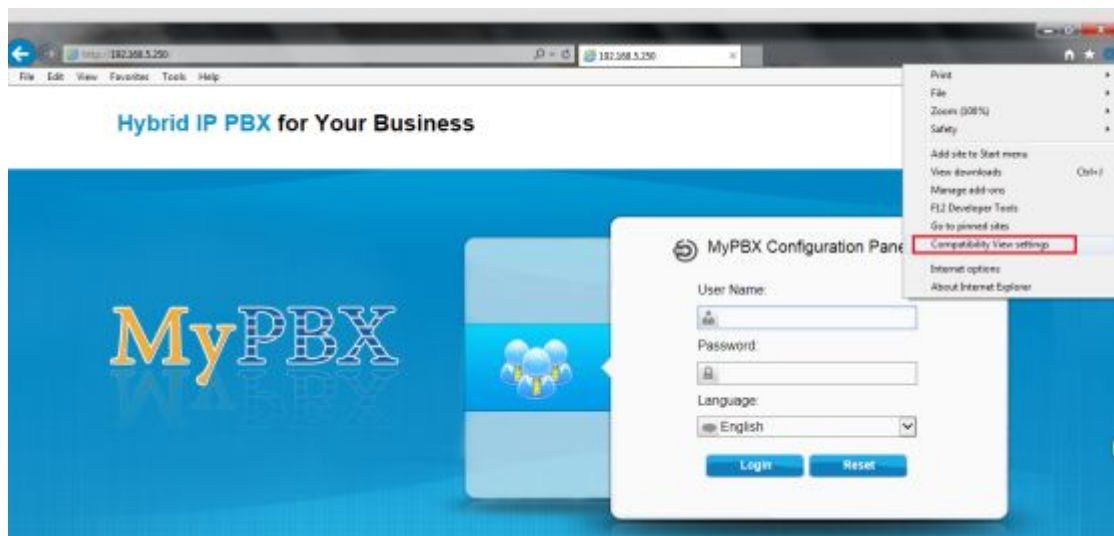 http://192.168.5.250
192.168.5.250
File Edit View Favorites Tools Help
Hybrid IP PBX for Your Business
Print
File
Zoom (100%)
Safety
Add site to Start menu
View downloads Ctrl+J
Manage add-ons
F12 Developer Tools
Go to pinned sites
Compatibility View settings
Internet options
About Internet Explorer
MyPBX
MyPBX Configuration Pane
User Name:
Password:
Language:
English
Login Reset